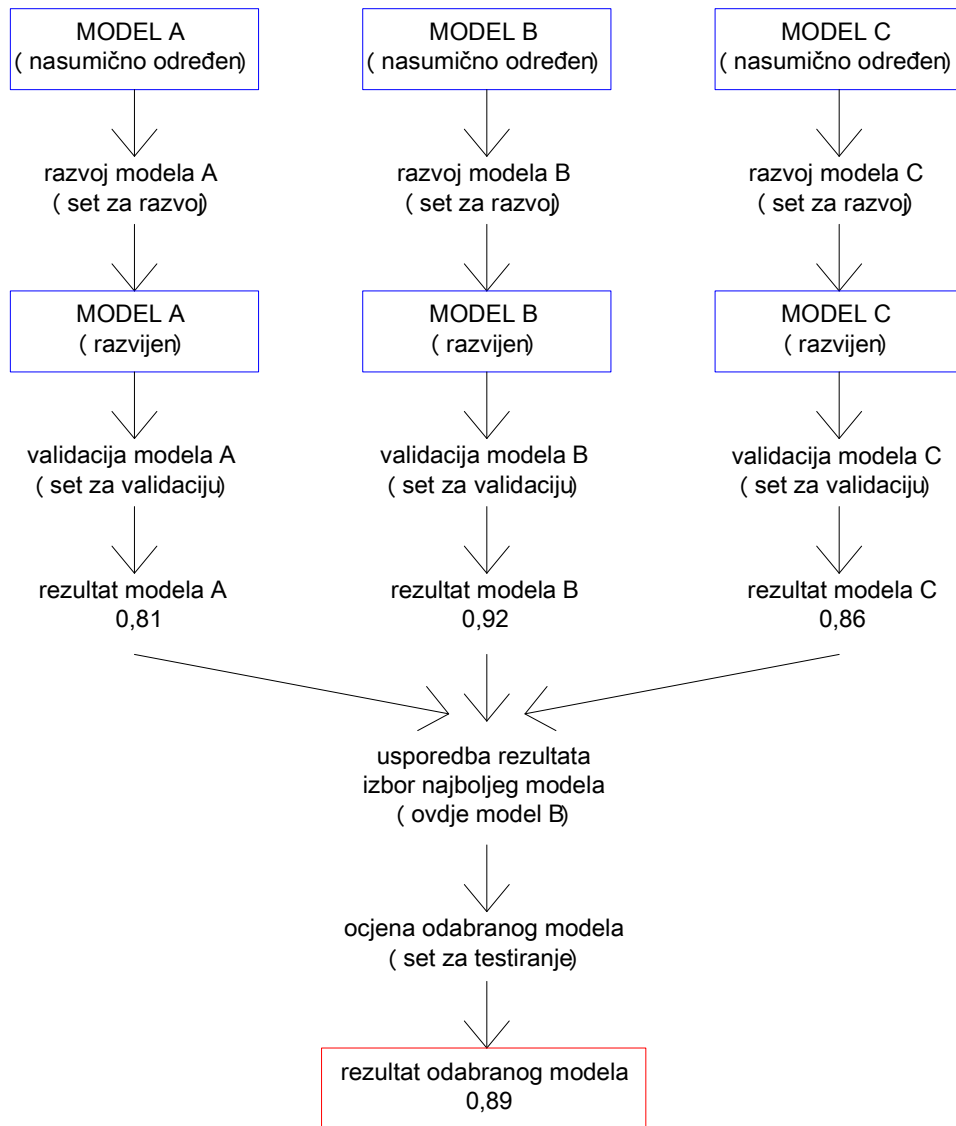 MODEL A
( nasumično određen)
MODEL B
( nasumično određen)
MODEL C
( nasumično određen)
razvoj modela A
( set za razvoj)
razvoj modela B
( set za razvoj)
razvoj modela C
( set za razvoj)
MODEL A
( razvijen)
MODEL B
( razvijen)
MODEL C
( razvijen)
validacija modela A
( set za validaciju)
validacija modela B
( set za validaciju)
validacija modela C
( set za validaciju)
rezultat modela A
0,81
rezultat modela B
0,92
rezultat modela C
0,86
usporedba rezultata
izbor najboljeg modela
( ovdje model B)
ocjena odabranog modela
( set za testiranje)
rezultat odabranog modela
0,89